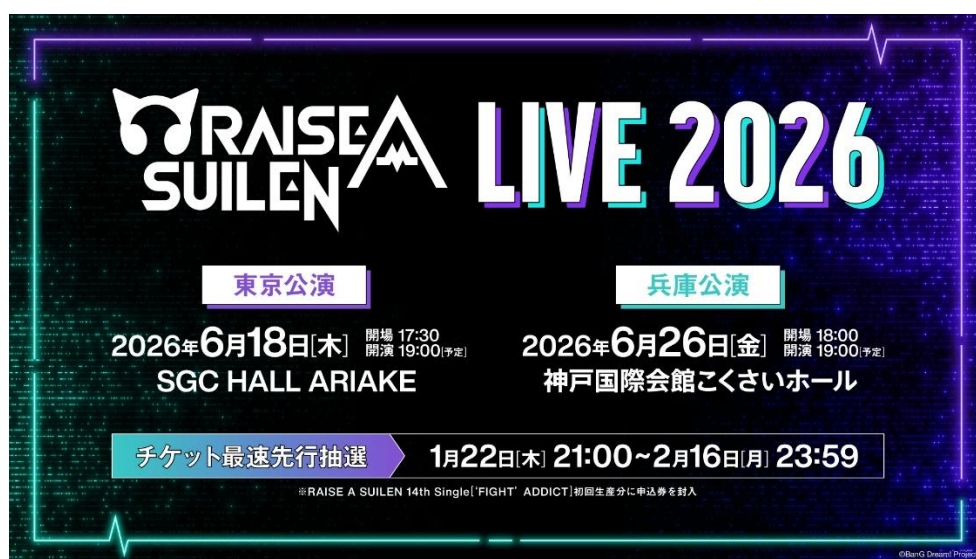 RAISE A SUILEN LIVE 2026
東京公演
2026年6月18日[木] 開場 17:30 開演 19:00[予定]
SGC HALL ARIAKE
兵庫公演
2026年6月26日[金] 開場 18:00 開演 19:00[予定]
神戸国際会館こくさいホール
チケット最速先行抽選 1月22日[木] 21:00~2月16日[月] 23:59
※RAISE A SUILEN 14th Single[‘FIGHT’ ADDICT]初回生産分に申込券を封入
©BanG Dream! Project